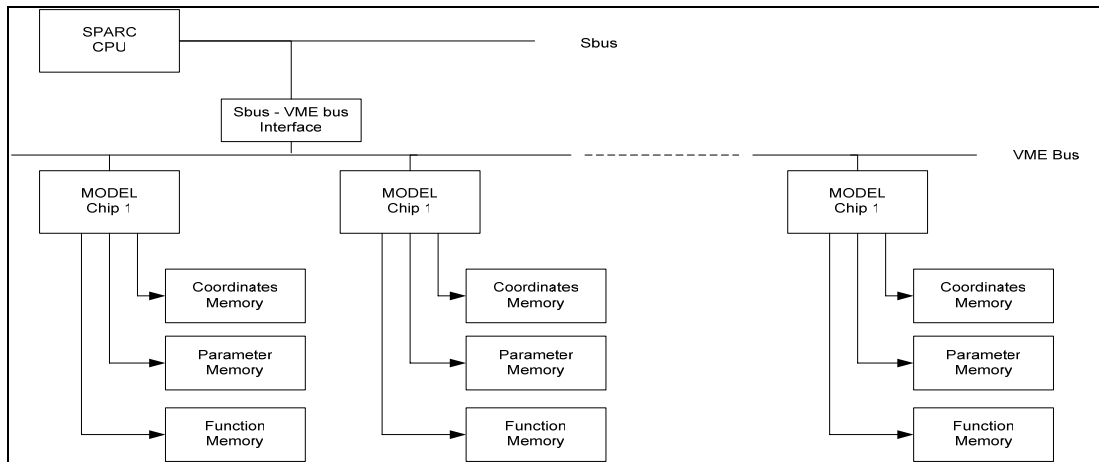 SPARC
CPU
Sbus
Sbus - VME bus
Interface
VME Bus
MODEL
Chip 1
MODEL
Chip 1
MODEL
Chip 1
Coordinates
Memory
Coordinates
Memory
Coordinates
Memory
Parameter
Memory
Parameter
Memory
Parameter
Memory
Function
Memory
Function
Memory
Function
Memory